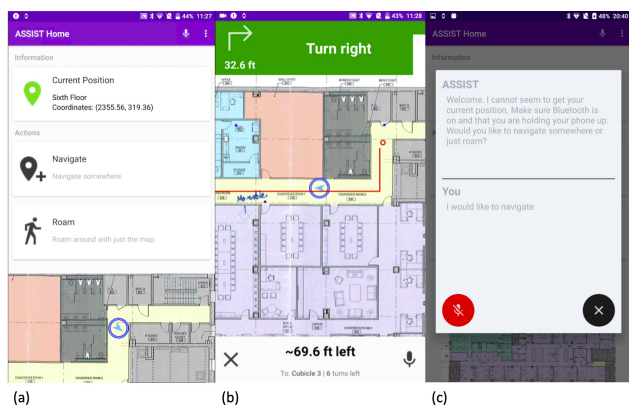 44% 11:27
ASSIST Home
Information
Current Position
Sixth Floor
Coordinates: (2355.56, 319.36)
Actions
Navigate
Navigate somewhere.
Roam
Roam around with just the map.
(a)
43% 11:28
Turn right
32.6 ft
~69.6 ft left
To: Cubicle 3 | 6 turns left
(b)
48% 20:40
ASSIST Home
Information
ASSIST
Welcome. I cannot seem to get your
current position. Make sure Bluetooth is
on and that you are holding your phone up.
Would you like to navigate somewhere or
just roam?
You
I would like to navigate
(c)